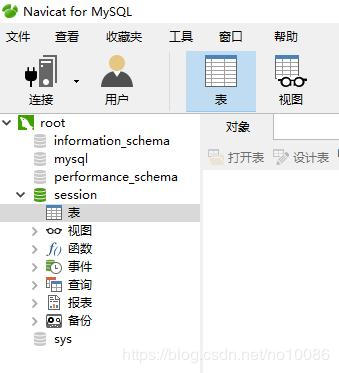 Navicat for MySQL
文件 查看 收藏夹 工具 窗口 帮助
连接 用户 表 视图
root
information_schema
mysql
performance_schema
session
表
视图
函数
事件
查询
报表
备份
sys
对象
打开表 设计表
https://blog.csdn.net/no10086